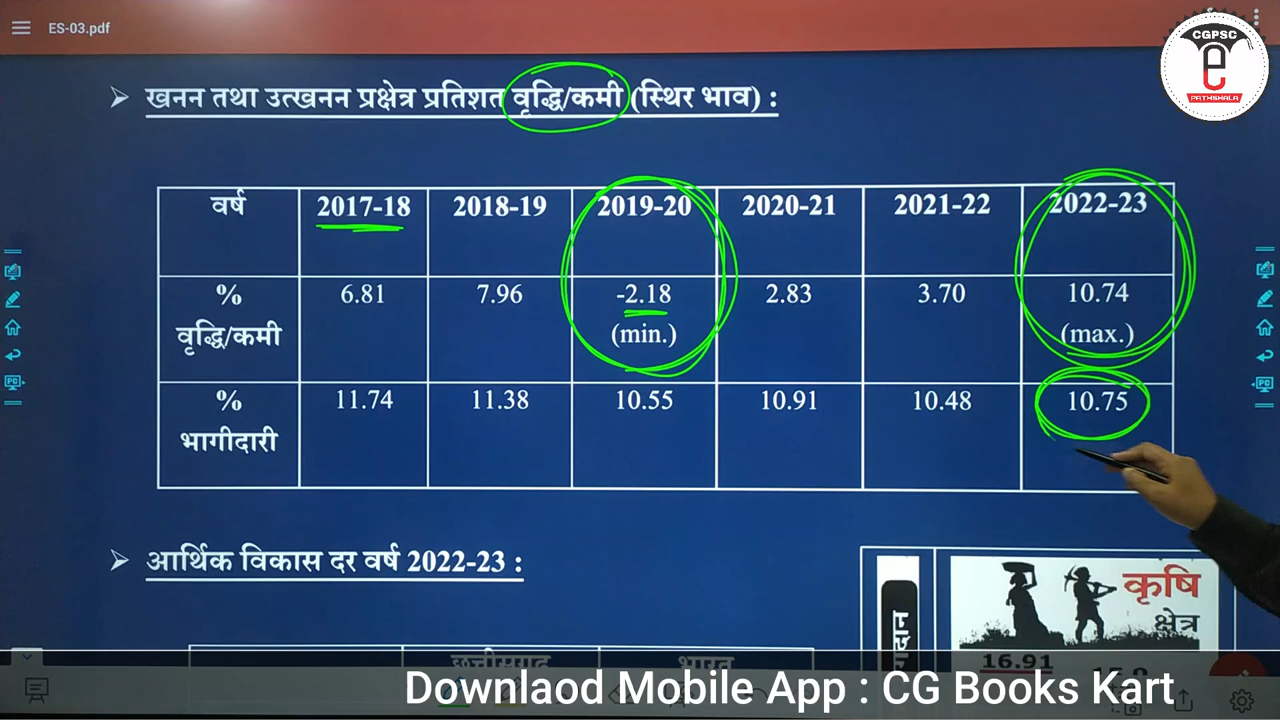 ES-03.pdf
CGPSC
e
PATHSHALA
➢ खनन तथा उत्खनन प्रक्षेत्र प्रतिशत वृद्धि/कमी (स्थिर भाव) :
वर्ष 2017-18 2018-19 2019-20 2020-21 2021-22 2022-23
% 6.81 7.96 -2.18 2.83 3.70 10.74
वृद्धि/कमी (min.) (max.)
% 11.74 11.38 10.55 10.91 10.48 10.75
भागीदारी
➢ आर्थिक विकास दर वर्ष 2022-23 :
कृषि
क्षेत्र
छत्तीसगढ़ भारत
16.91
Downlaod Mobile App : CG Books Kart